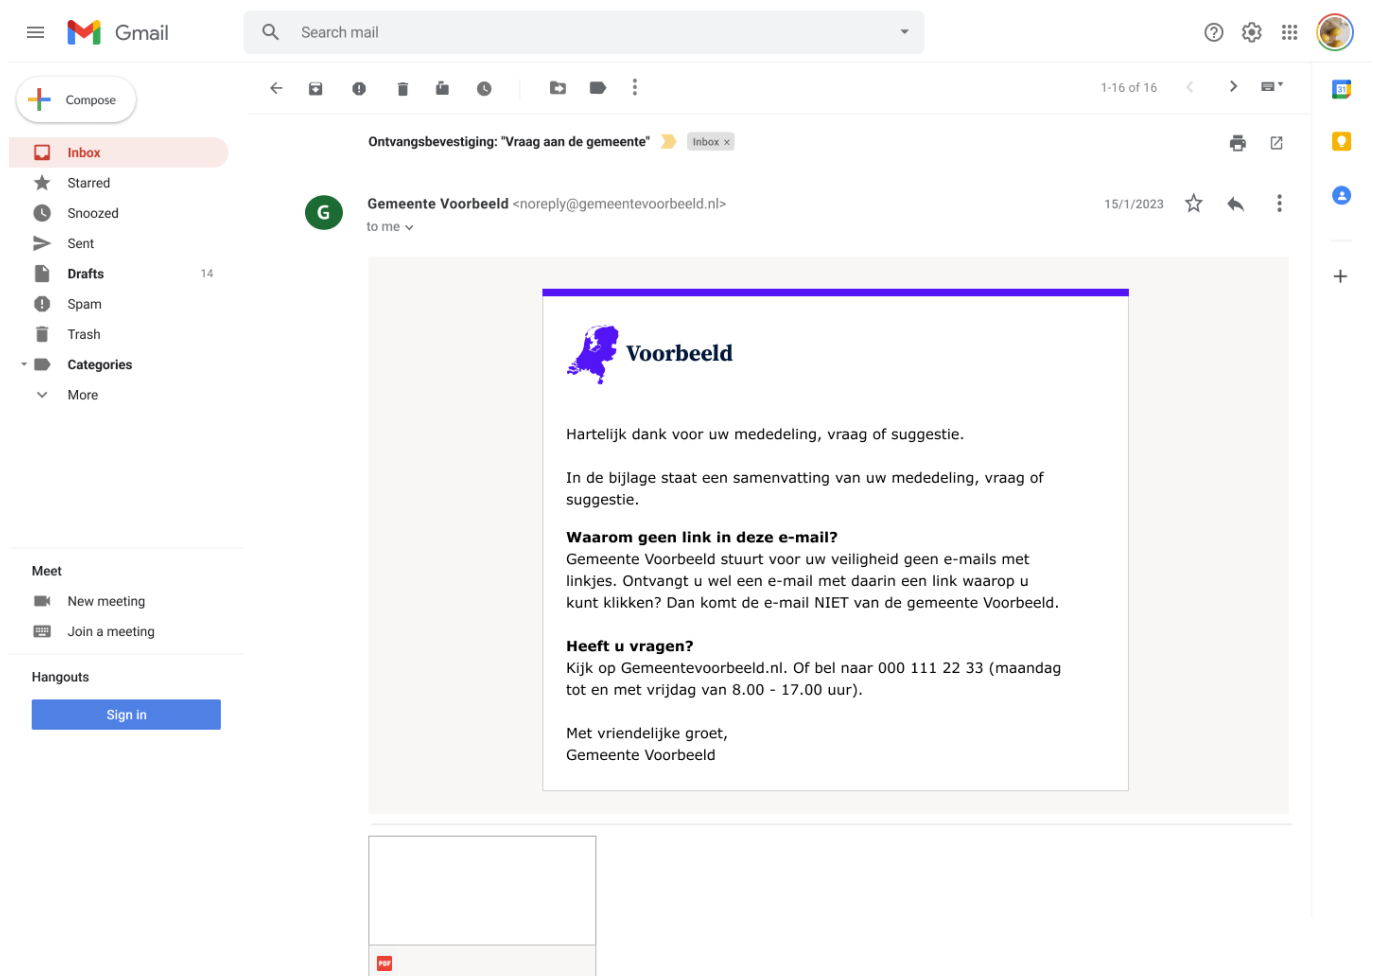 Gmail
Search mail
Compose
1-16 of 16
31
Inbox
Starred
Snoozed
Sent
Drafts 14
Spam
Trash
Categories
More
Meet
New meeting
Join a meeting
Hangouts
Sign in
Ontvangsbevestiging: "Vraag aan de gemeente" Inbox ×
G
Gemeente Voorbeeld <noreply@gemeentevoorbeeld.nl> 15/1/2023
to me
Voorbeeld
Hartelijk dank voor uw mededeling, vraag of suggestie.
In de bijlage staat een samenvatting van uw mededeling, vraag of
suggestie.
Waarom geen link in deze e-mail?
Gemeente Voorbeeld stuurt voor uw veiligheid geen e-mails met
linkjes. Ontvangt u wel een e-mail met daarin een link waarop u
kunt klikken? Dan komt de e-mail NIET van de gemeente Voorbeeld.
Heeft u vragen?
Kijk op Gemeentevoorbeeld.nl. Of bel naar 000 111 22 33 (maandag
tot en met vrijdag van 8.00 - 17.00 uur).
Met vriendelijke groet,
Gemeente Voorbeeld
PDF